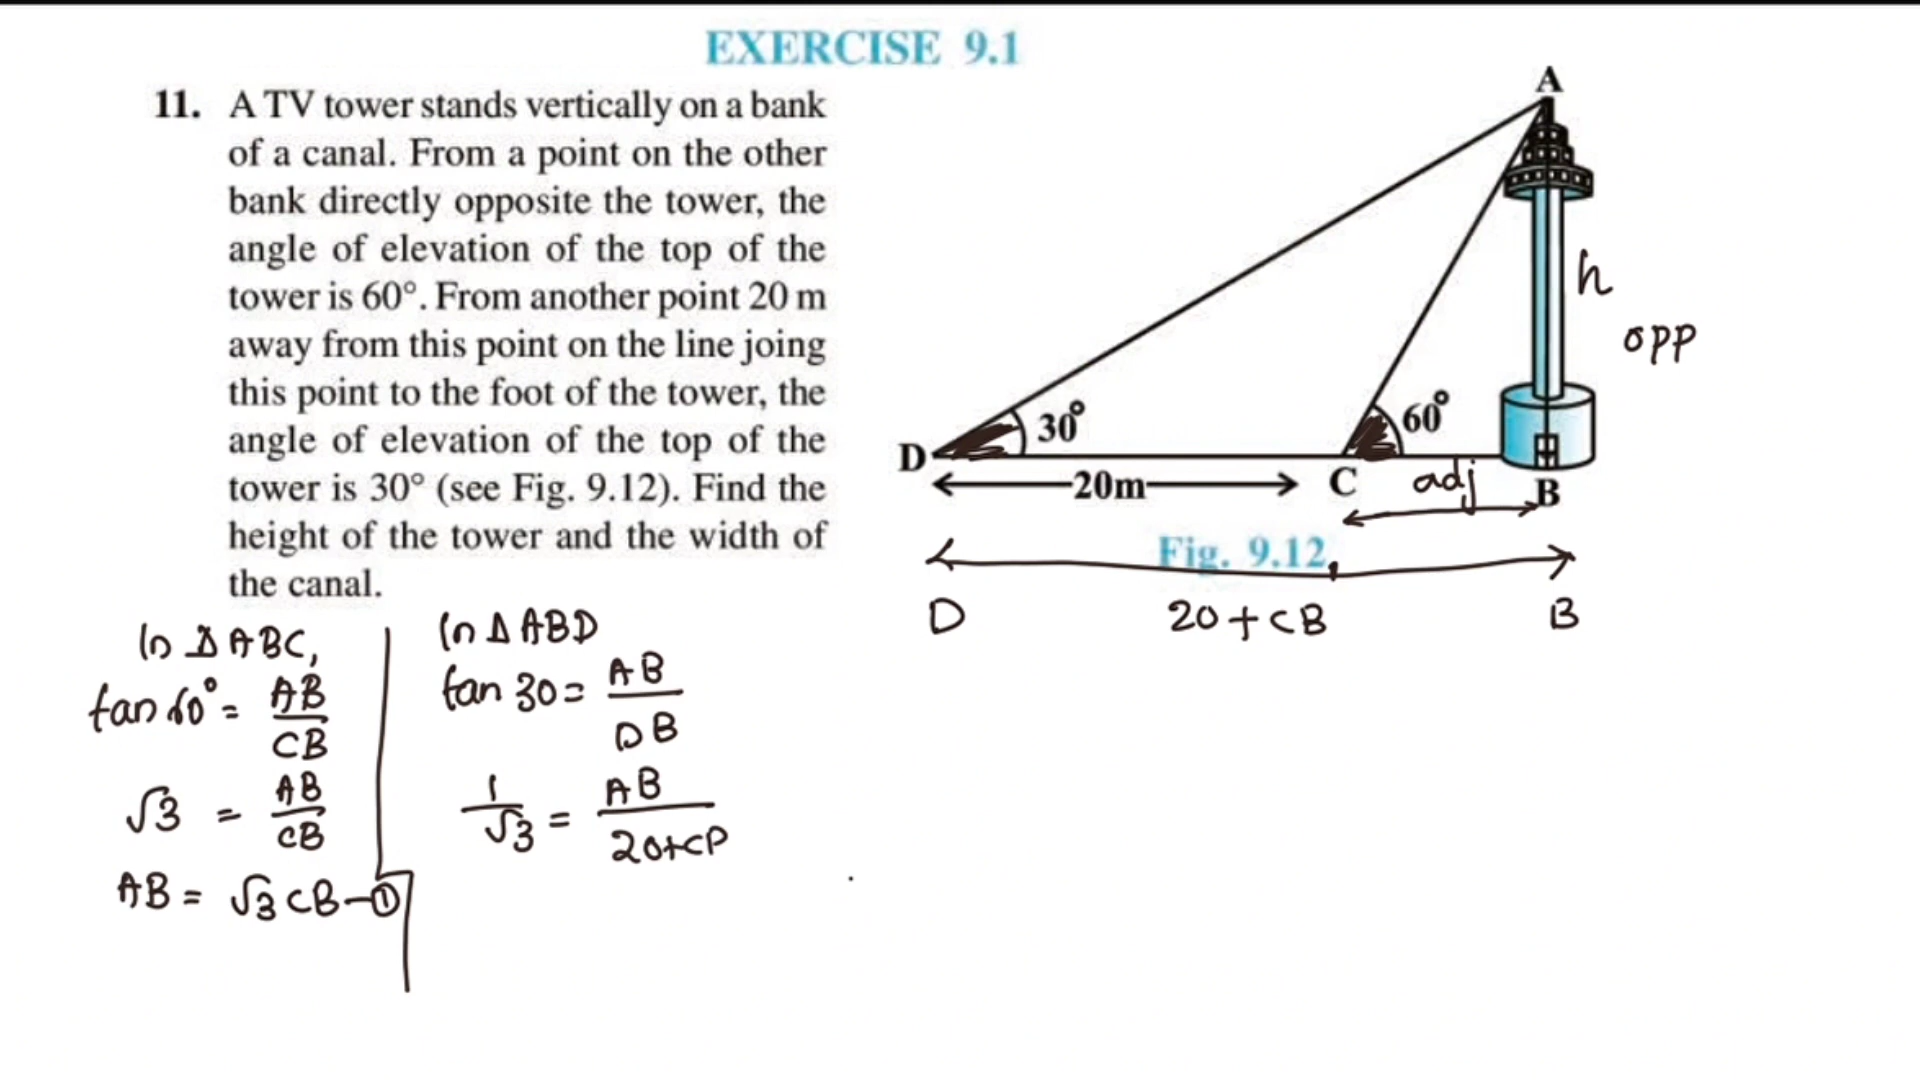 EXERCISE 9.1
11. A TV tower stands vertically on a bank
of a canal. From a point on the other
bank directly opposite the tower, the
angle of elevation of the top of the
tower is 60°. From another point 20 m
away from this point on the line joing
this point to the foot of the tower, the
angle of elevation of the top of the
tower is 30° (see Fig. 9.12). Find the
height of the tower and the width of
the canal.
A
h
opp
30°
60°
D
20m
C
adj
B
Fig. 9.12
D
20+CB
B
In Δ ABC,
tan 60° = AB/CB
√3 = AB/CB
AB = √3 CB - ①
In Δ ABD
tan 30 = AB/DB
1/√3 = AB/20+CP